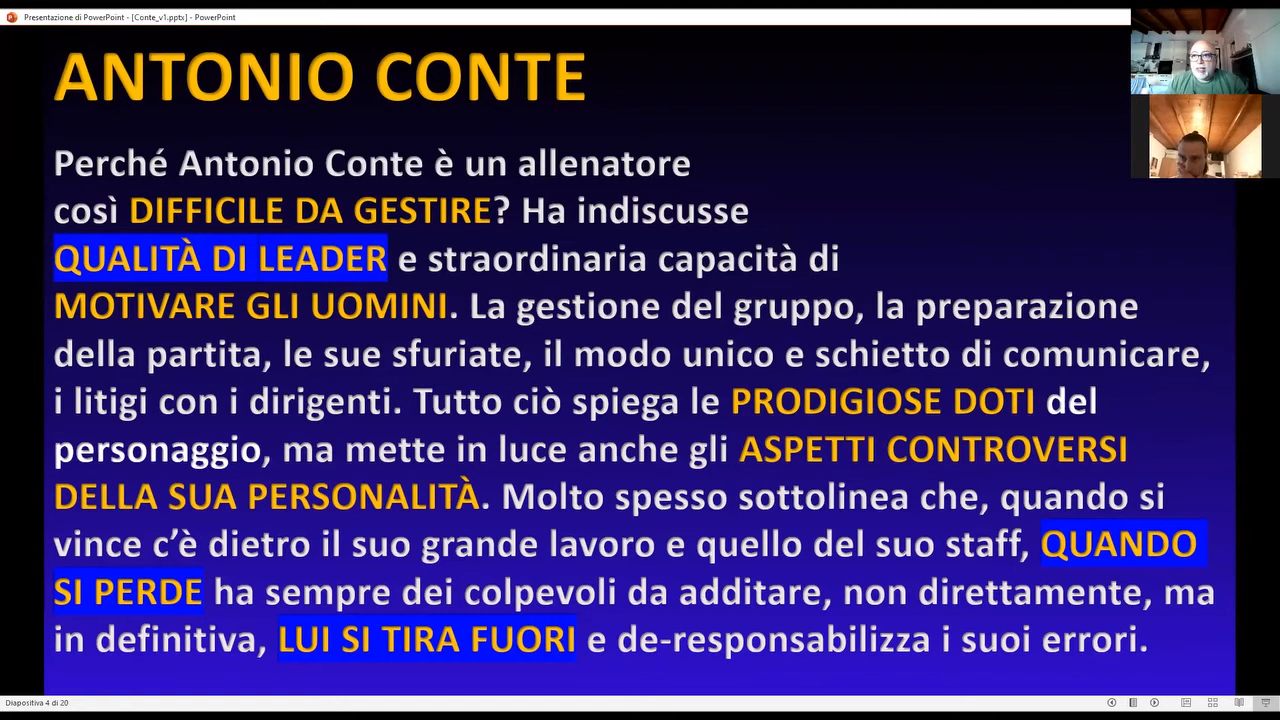 Presentazione di PowerPoint - [Conte_v1.pptx] - PowerPoint
ANTONIO CONTE
Perché Antonio Conte è un allenatore
così DIFFICILE DA GESTIRE? Ha indiscusse
QUALITÀ DI LEADER e straordinaria capacità di
MOTIVARE GLI UOMINI. La gestione del gruppo, la preparazione
della partita, le sue sfuriate, il modo unico e schietto di comunicare,
i litigi con i dirigenti. Tutto ciò spiega le PRODIGIOSE DOTI del
personaggio, ma mette in luce anche gli ASPETTI CONTROVERSI
DELLA SUA PERSONALITÀ. Molto spesso sottolinea che, quando si
vince c’è dietro il suo grande lavoro e quello del suo staff, QUANDO
SI PERDE ha sempre dei colpevoli da additare, non direttamente, ma
in definitiva, LUI SI TIRA FUORI e de-responsabilizza i suoi errori.
Diapositiva 4 di 20